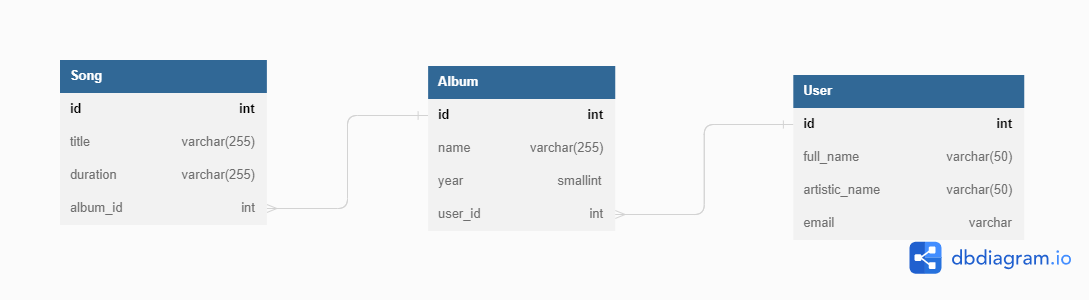 Song
id int
title varchar(255)
duration varchar(255)
album_id int
Album
id int
name varchar(255)
year smallint
user_id int
User
id int
full_name varchar(50)
artistic_name varchar(50)
email varchar
dbdiagram.io